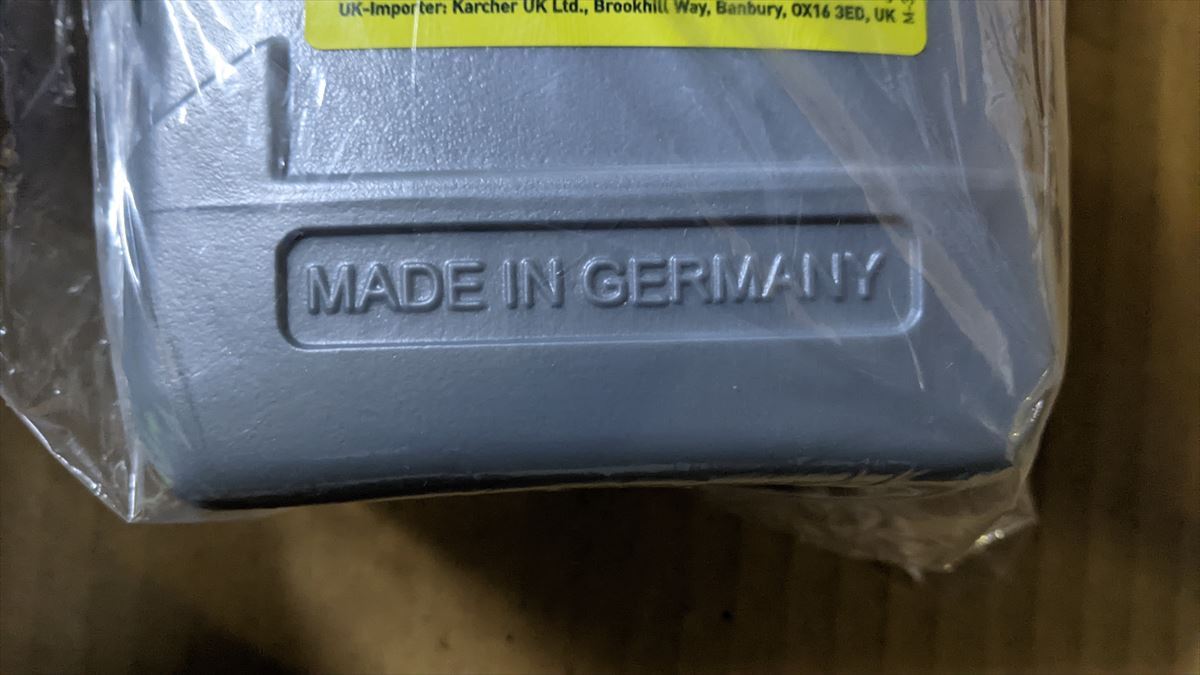 UK-Importer: Karcher UK Ltd., Brookhill Way, Banbury, OX16 3ED, UK
MADE IN GERMANY